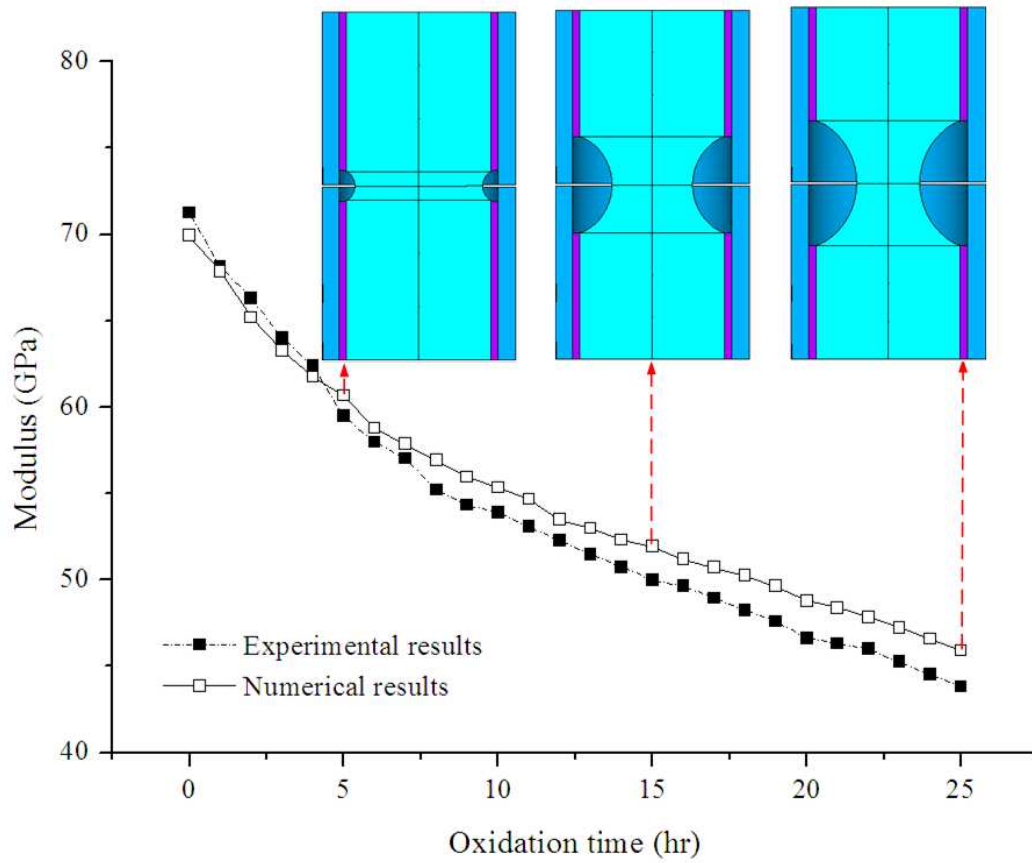 80
70
60
50
40
Modulus (GPa)
Experimental results
Numerical results
0 5 10 15 20 25
Oxidation time (hr)